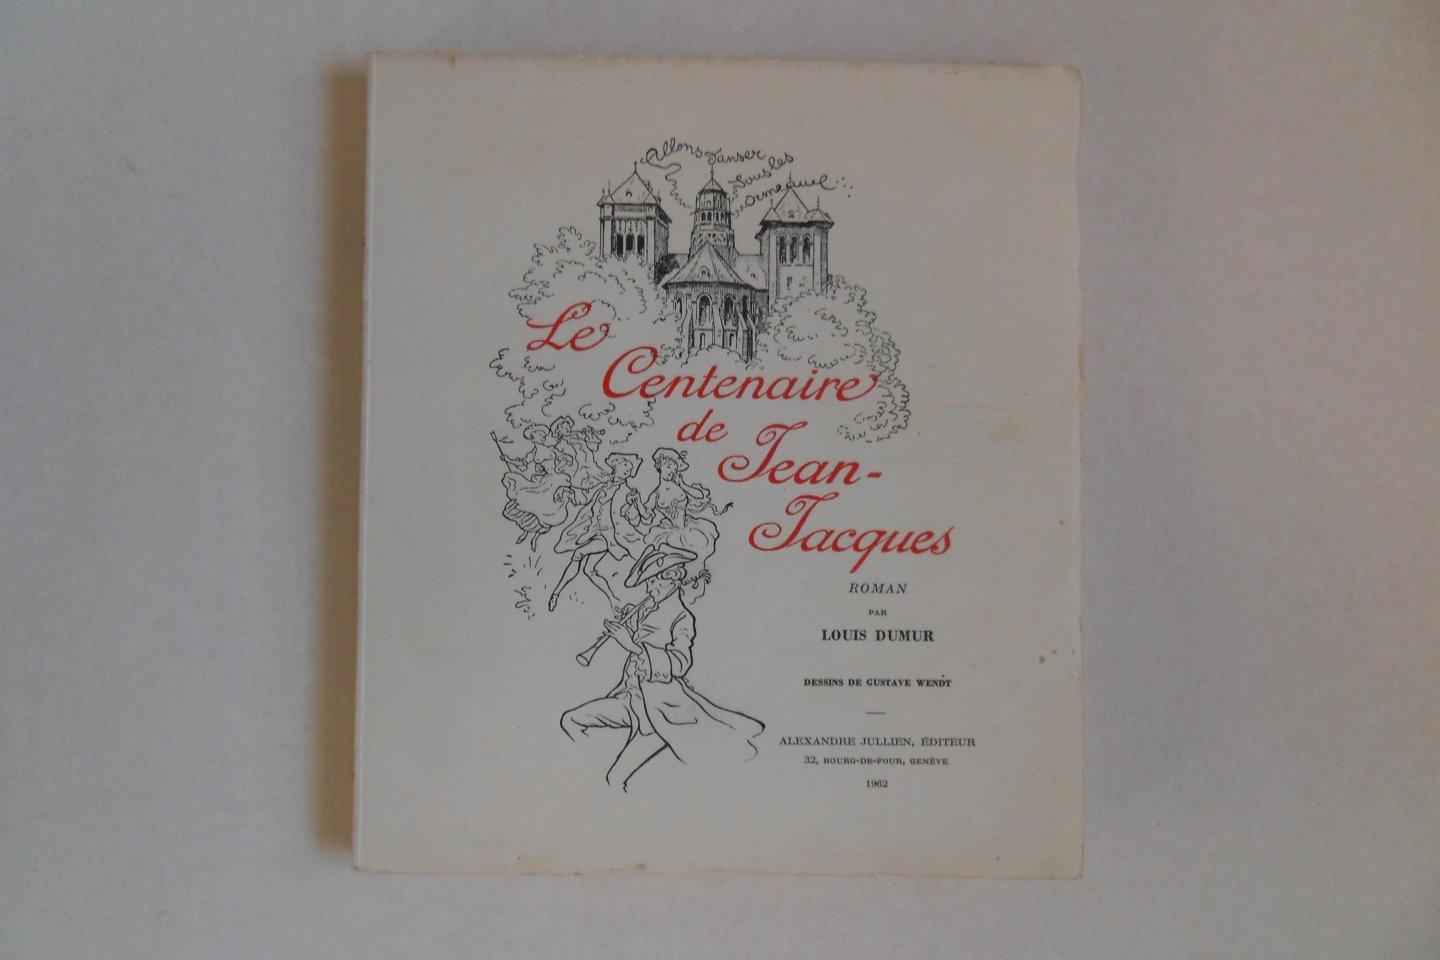 Allons danser
sous les
ormeaux!...
Le
Centenaire
de
Jean-
Jacques
ROMAN
PAR
LOUIS DUMUR
DESSINS DE GUSTAVE WENDT
ALEXANDRE JULLIEN, ÉDITEUR
32, BOURG-DE-FOUR, GENÈVE
1962